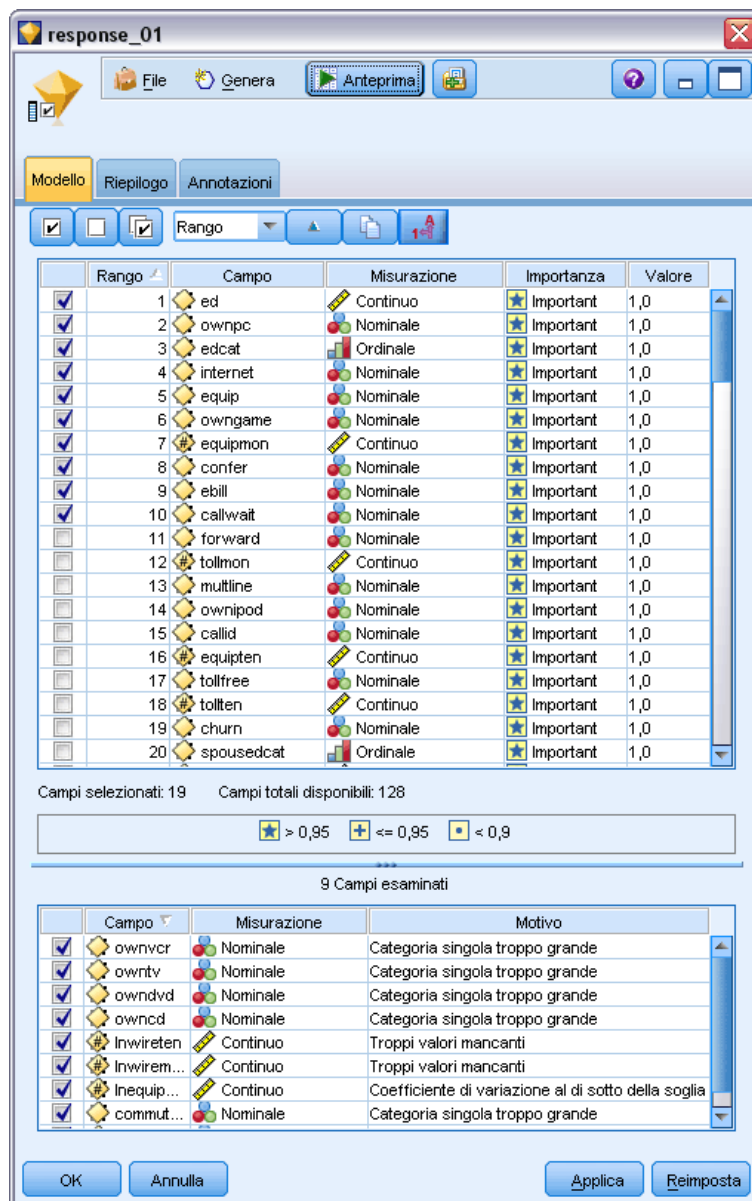 response_01
File Genera Anteprima
Modello Riepilogo Annotazioni
Rango
Rango Campo Misurazione Importanza Valore
1 ed Continuo Important 1,0
2 ownpc Nominale Important 1,0
3 edcat Ordinale Important 1,0
4 internet Nominale Important 1,0
5 equip Nominale Important 1,0
6 owngame Nominale Important 1,0
7 equipmon Continuo Important 1,0
8 confer Nominale Important 1,0
9 ebill Nominale Important 1,0
10 callwait Nominale Important 1,0
11 forward Nominale Important 1,0
12 tollmon Continuo Important 1,0
13 multline Nominale Important 1,0
14 ownipod Nominale Important 1,0
15 callid Nominale Important 1,0
16 equipten Continuo Important 1,0
17 tollfree Nominale Important 1,0
18 tollten Continuo Important 1,0
19 churn Nominale Important 1,0
20 spousedcat Ordinale Important 1,0
Campi selezionati: 19 Campi totali disponibili: 128
> 0,95 <= 0,95 < 0,9
9 Campi esaminati
Campo Misurazione Motivo
ownvcr Nominale Categoria singola troppo grande
owntv Nominale Categoria singola troppo grande
owndvd Nominale Categoria singola troppo grande
owncd Nominale Categoria singola troppo grande
lnwireten Continuo Troppi valori mancanti
lnwirem... Continuo Troppi valori mancanti
lnequip... Continuo Coefficiente di variazione al di sotto della soglia
commut... Nominale Categoria singola troppo grande
OK Annulla Applica Reimposta